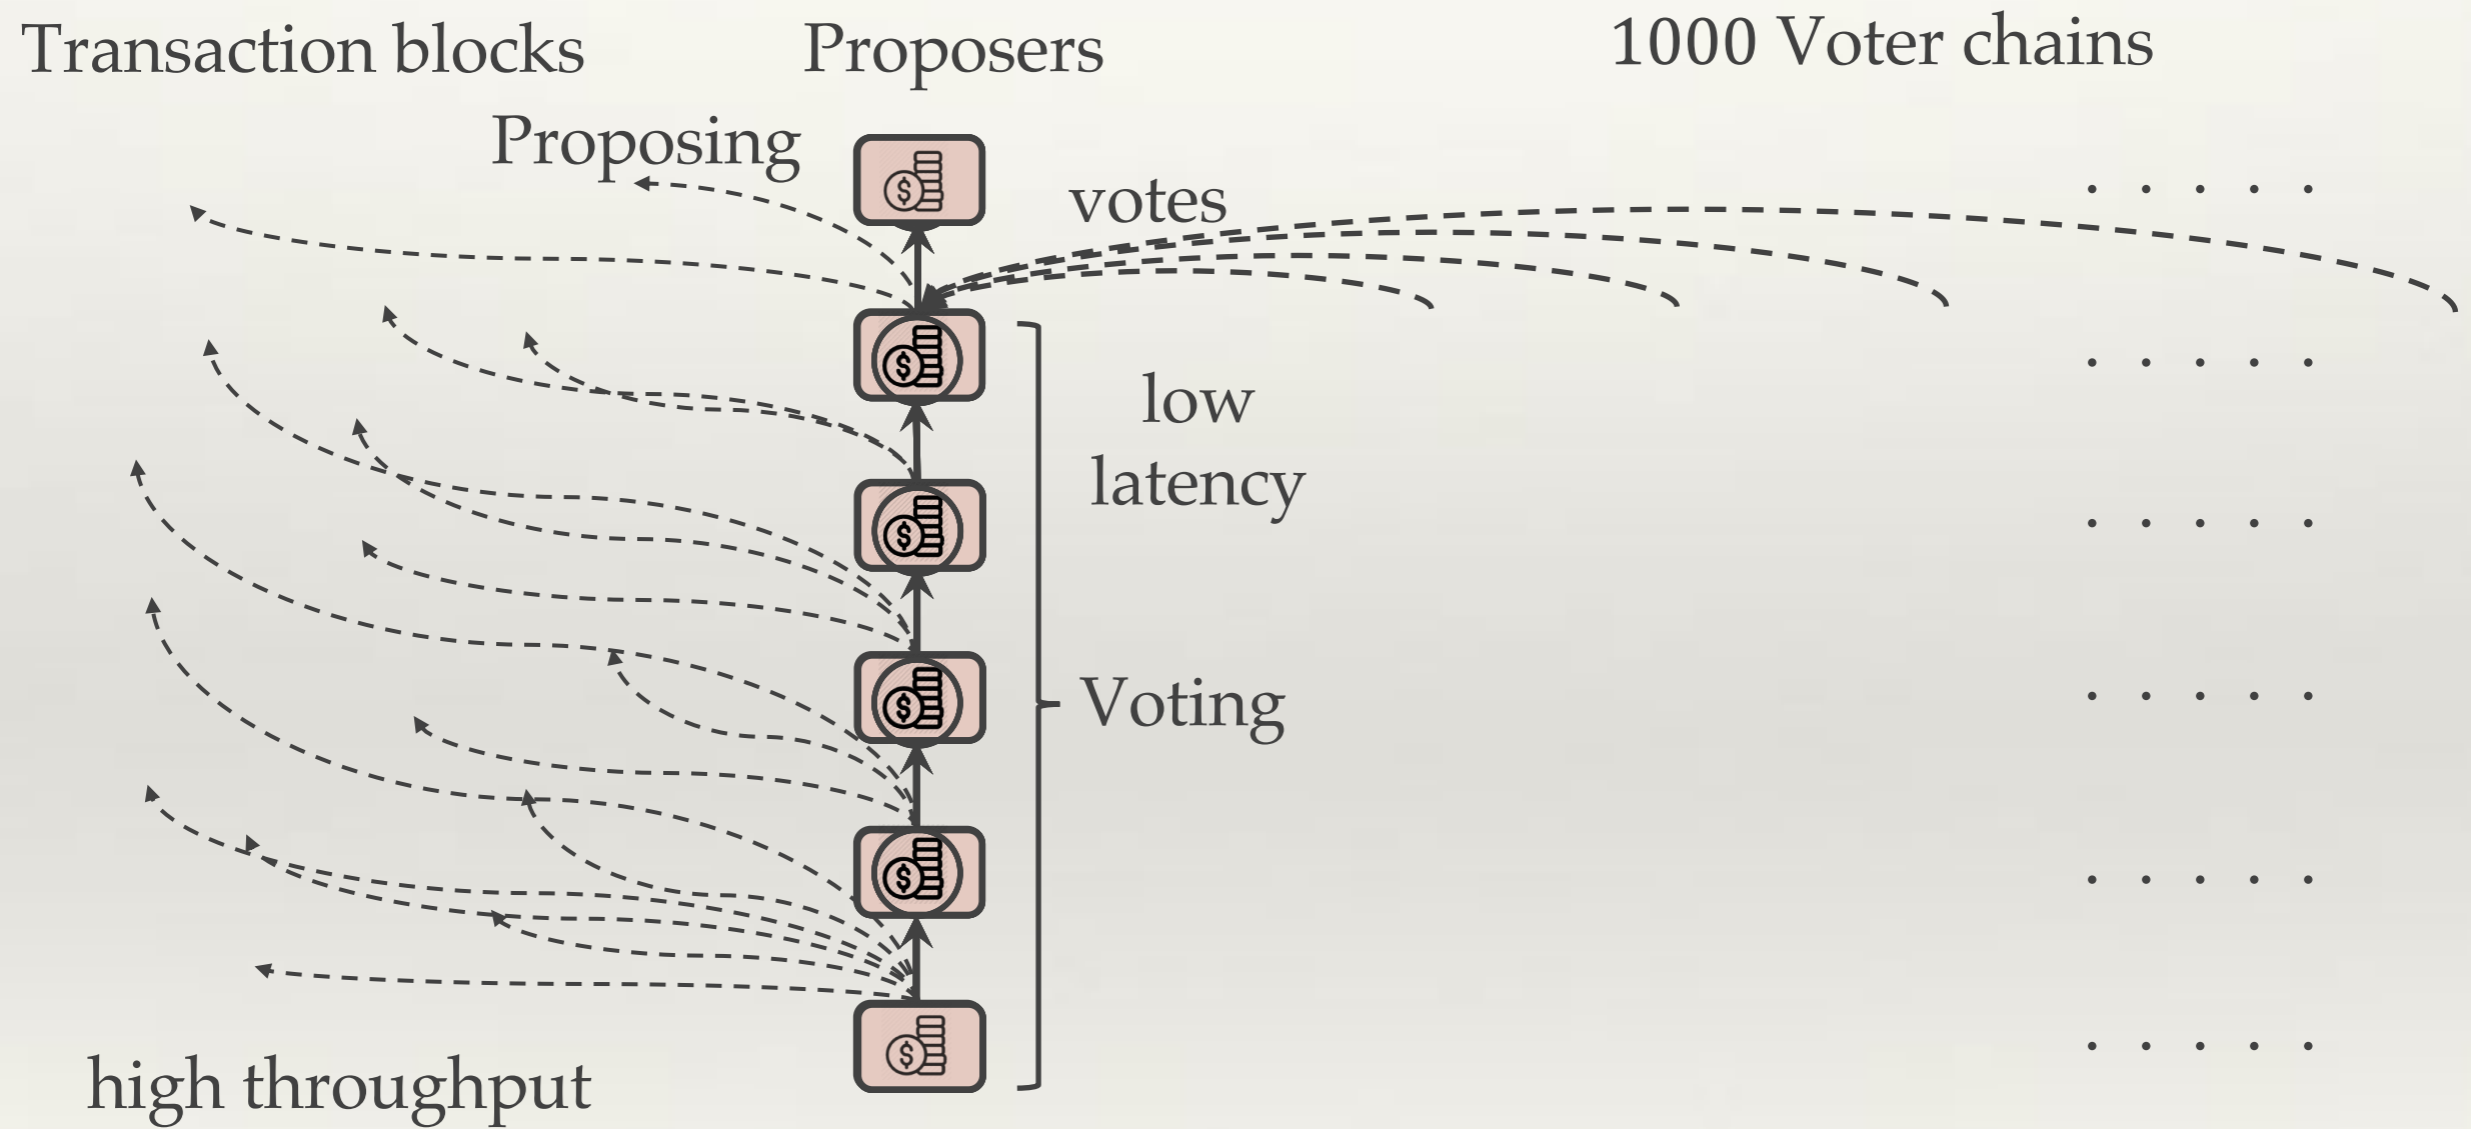 Transaction blocks
Proposers
1000 Voter chains
Proposing
votes
low
latency
Voting
high throughput
$
$
$
$
$
$